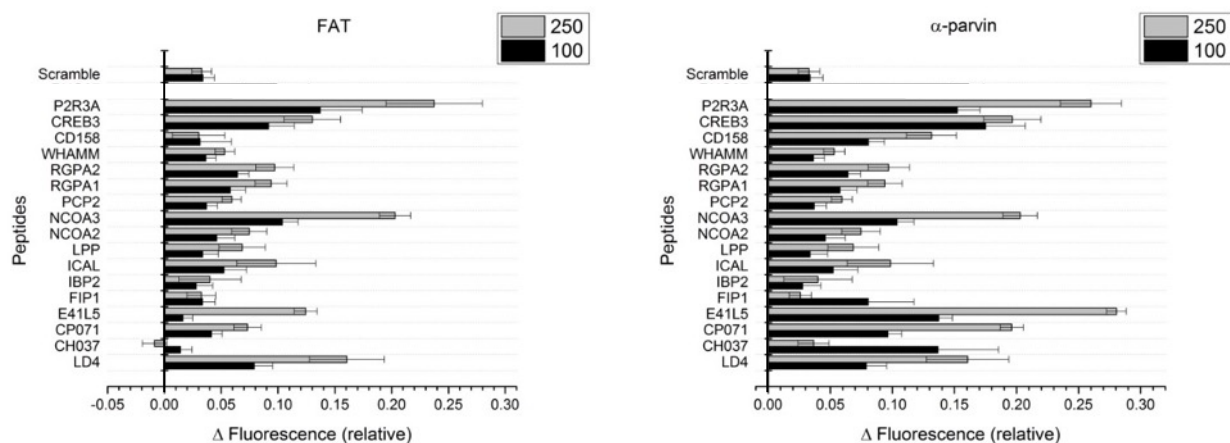 FAT
250
100
Scramble
P2R3A
CREB3
CD158
WHAMM
RGPA2
RGPA1
PCP2
NCOA3
NCOA2
LPP
ICAL
IBP2
FIP1
E41L5
CP071
CH037
LD4
Peptides
-0.05 0.00 0.05 0.10 0.15 0.20 0.25 0.30
Δ Fluorescence (relative)
α-parvin
250
100
Scramble
P2R3A
CREB3
CD158
WHAMM
RGPA2
RGPA1
PCP2
NCOA3
NCOA2
LPP
ICAL
IBP2
FIP1
E41L5
CP071
CH037
LD4
Peptides
0.00 0.05 0.10 0.15 0.20 0.25 0.30
Δ Fluorescence (relative)